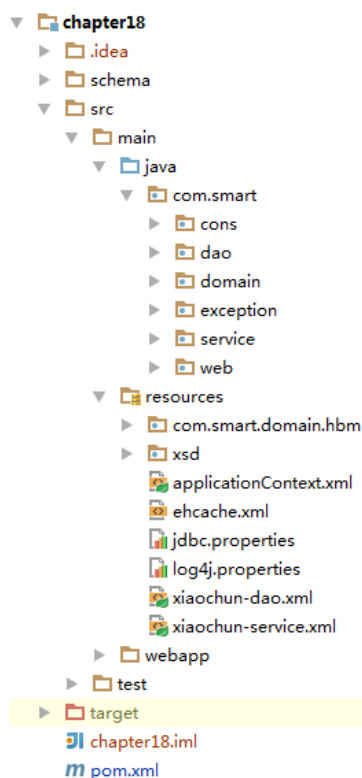 chapter18
.idea
schema
src
main
java
com.smart
cons
dao
domain
exception
service
web
resources
com.smart.domain.hbm
xsd
applicationContext.xml
ehcache.xml
jdbc.properties
log4j.properties
xiaochun-dao.xml
xiaochun-service.xml
webapp
test
target
chapter18.iml
m pom.xml